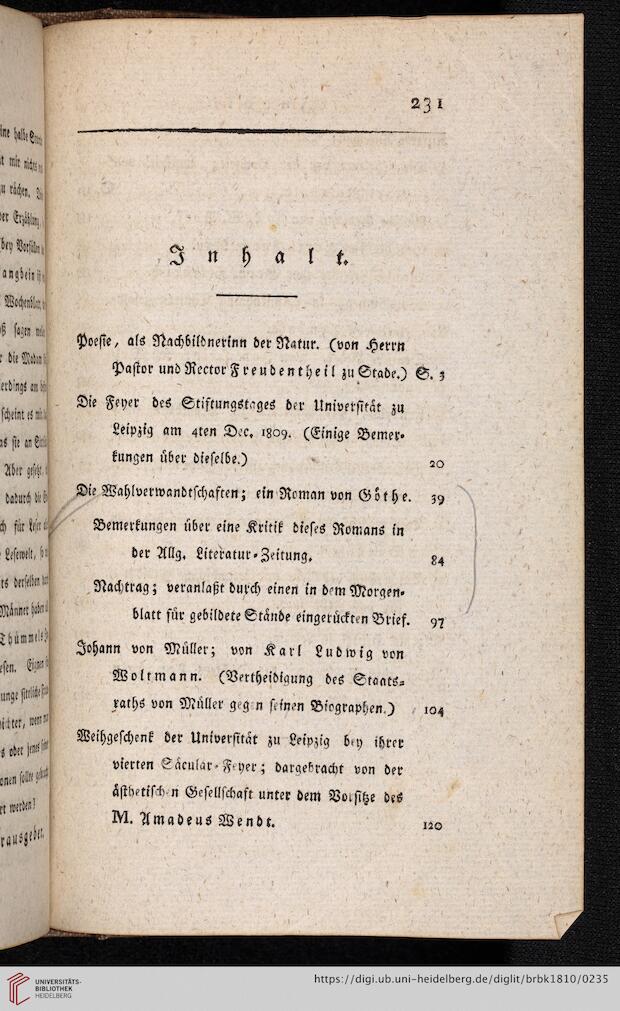 231
Inhalt.
Poesie, als Nachbildnerinn der Natur. (von Herrn
Pastor und Rector Freudentheil zu Stade.) S. 3
Die Feyer des Stiftungstages der Universität zu
Leipzig am 4ten Dec. 1809. (Einige Bemer-
kungen über dieselbe.) 20
Die Wahlverwandtschaften; ein Roman von Göthe. 39
Bemerkungen über eine Kritik dieses Romans in
der Allg. Literatur-Zeitung. 84
Nachtrag; veranlaßt durch einen in dem Morgen-
blatt für gebildete Stände eingerückten Brief. 97
Johann von Müller; von Karl Ludwig von
Woltmann. (Vertheidigung des Staats-
raths von Müller gegen seinen Biographen.) 104
Weihgeschenk der Universität zu Leipzig bey ihrer
vierten Säcular-Feyer; dargebracht von der
ästhetischen Gesellschaft unter dem Vorsitze des
M. Amadeus Wendt. 120
UNIVERSITÄTS-
BIBLIOTHEK
HEIDELBERG
https://digi.ub.uni-heidelberg.de/diglit/brbk1810/0235